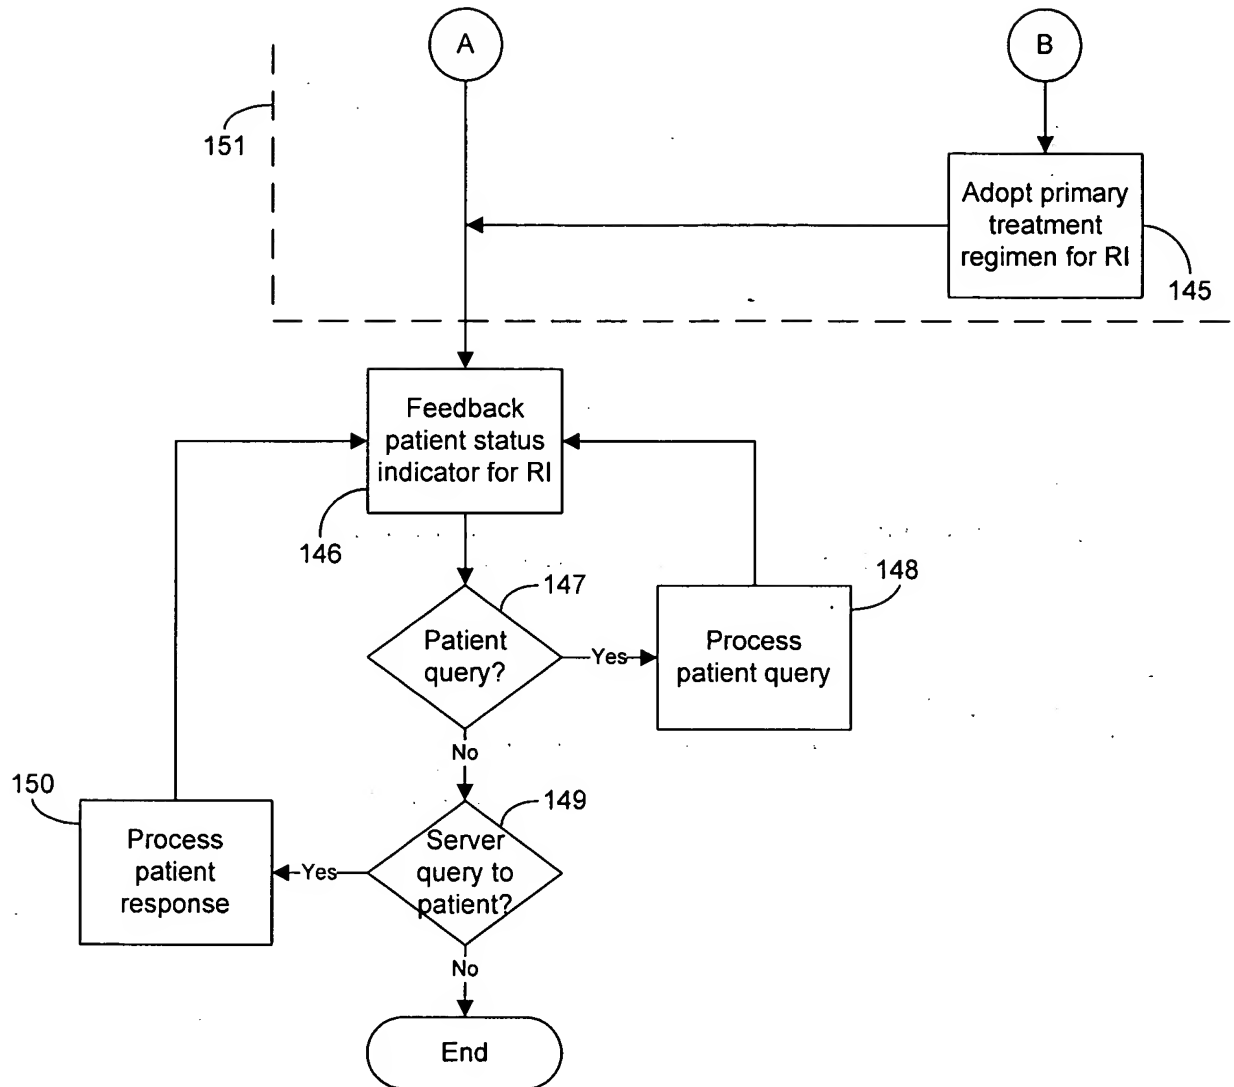 A
B
151
Adopt primary
treatment
regimen for RI
145
Feedback
patient status
indicator for RI
146
147
148
Patient
query?
Yes
Process
patient query
No
150
149
Process
patient
response
Yes
Server
query to
patient?
No
End